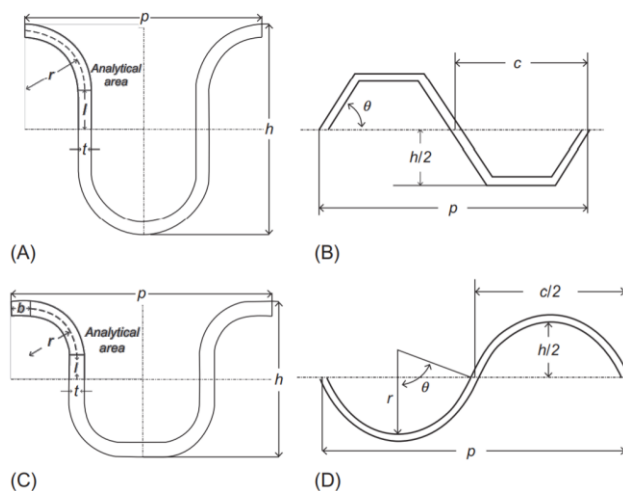 p
r
Analytical
area
l
t
h
(A)
c
θ
h/2
p
(B)
p
b
r
Analytical
area
l
t
h
(C)
c/2
h/2
r
θ
p
(D)